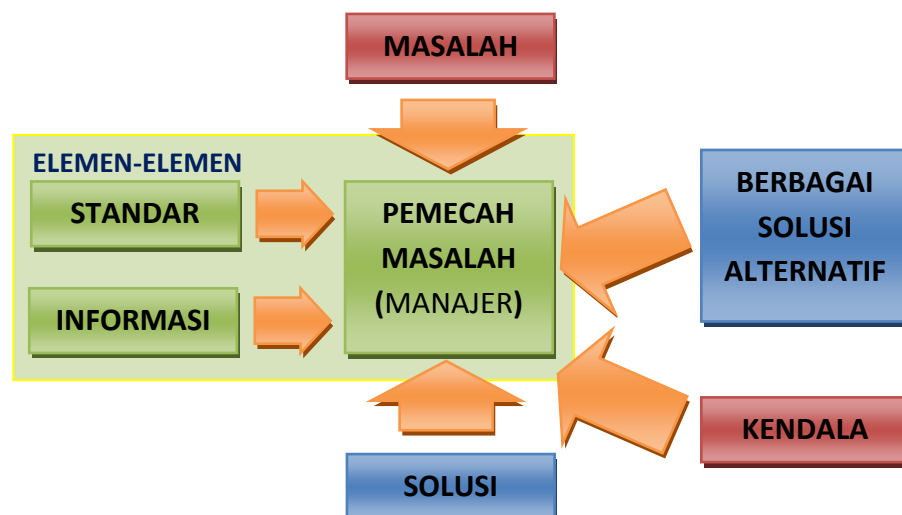 MASALAH
ELEMEN-ELEMEN
STANDAR
INFORMASI
PEMECAH
MASALAH
(MANAJER)
BERBAGAI
SOLUSI
ALTERNATIF
KENDALA
SOLUSI